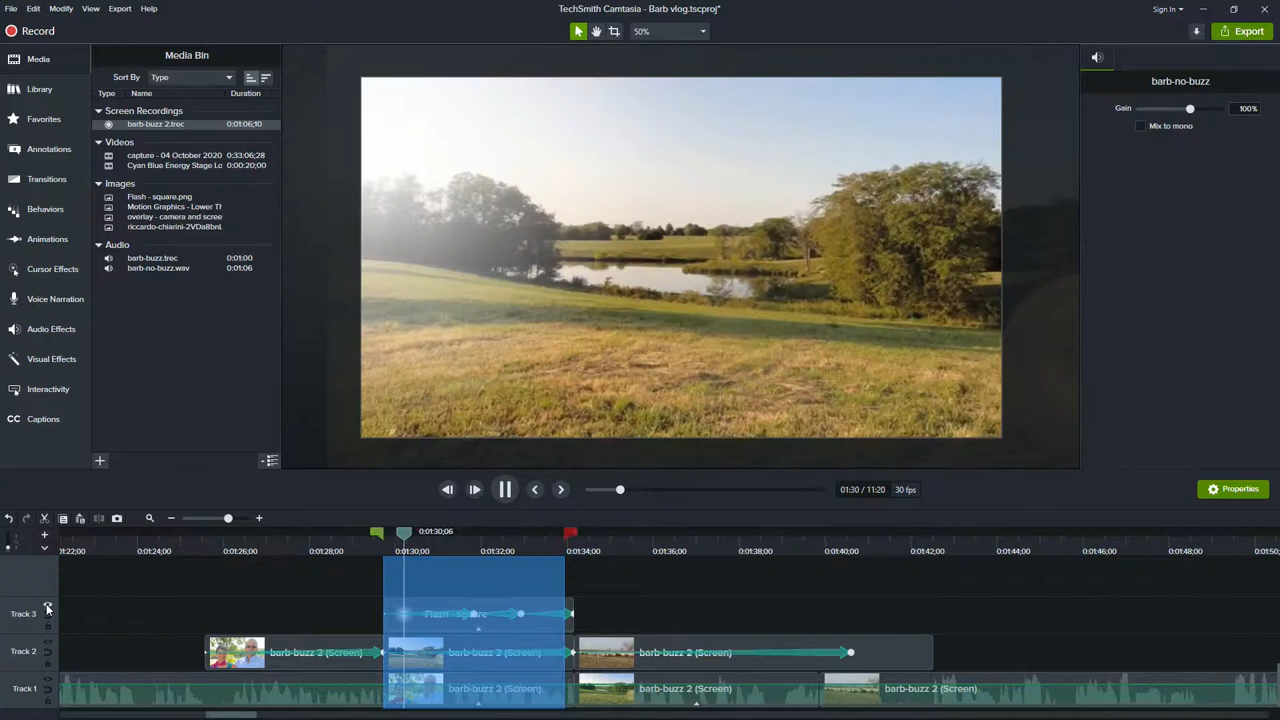 File Edit Modify View Export Help
TechSmith Camtasia - Barb vlog.tscproj*
Sign In
Record
50%
Export
Media
Library
Favorites
Annotations
Transitions
Behaviors
Animations
Cursor Effects
Voice Narration
Audio Effects
Visual Effects
Interactivity
CC Captions
Media Bin
Sort By Type
Type Name Duration
Screen Recordings
barb-buzz 2.trec 0:01:06;10
Videos
capture - 04 October 2020 0:33:06;28
Cyan Blue Energy Stage Lo 0:00:20;00
Images
Flash - square.png
Motion Graphics - Lower Th
overlay - camera and scree
riccardo-chiarini-2VDa8bnL
Audio
barb-buzz.trec 0:01:00
barb-no-buzz.wav 0:01:06
barb-no-buzz
Gain 100%
Mix to mono
01:30 / 11:20 30 fps
Properties
0:01:30;06
01:22;00 0:01:24;00 0:01:26;00 0:01:28;00 0:01:30;00 0:01:32;00 0:01:34;00 0:01:36;00 0:01:38;00 0:01:40;00 0:01:42;00 0:01:44;00 0:01:46;00 0:01:48;00 0:01:50;
Track 3 Flash - square
Track 2 barb-buzz 2 (Screen) barb-buzz 2 (Screen) barb-buzz 2 (Screen)
Track 1 barb-buzz 2 (Screen) barb-buzz 2 (Screen) barb-buzz 2 (Screen)